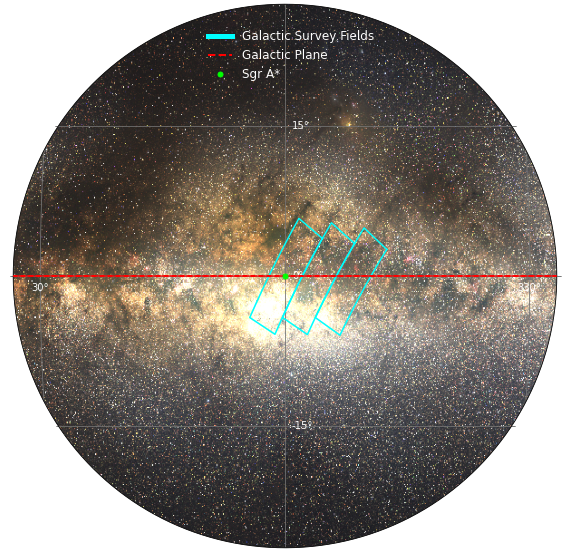 Galactic Survey Fields
Galactic Plane
Sgr A*
15°
30°
330°
-15°